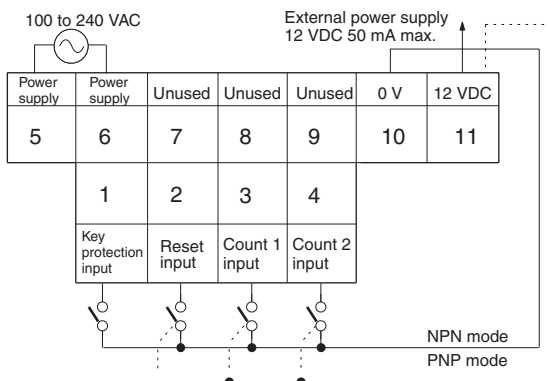 100 to 240 VAC
External power supply
12 VDC 50 mA max.
Power supply
Power supply
Unused
Unused
Unused
0 V
12 VDC
5
6
7
8
9
10
11
1
2
3
4
Key protection input
Reset input
Count 1 input
Count 2 input
NPN mode
PNP mode